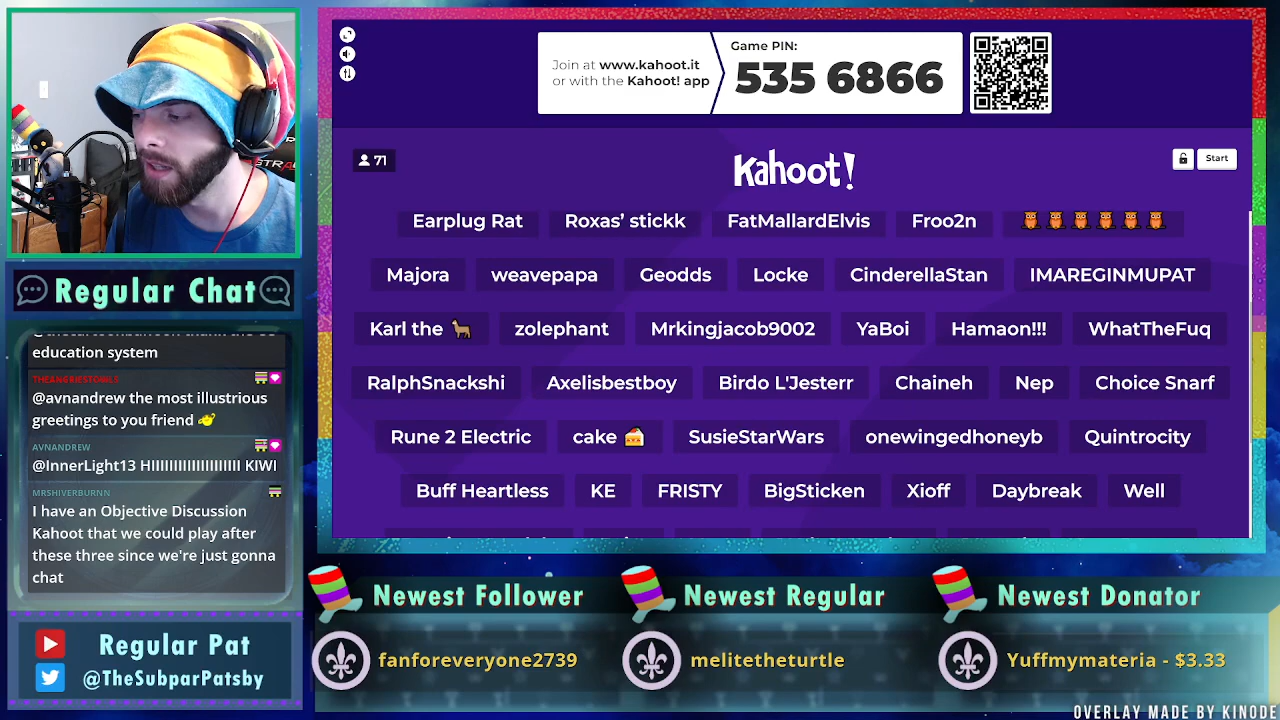 Join at www.kahoot.it
or with the Kahoot! app
Game PIN:
535 6866
71
Kahoot!
Start
Earplug Rat Roxas’ stickk FatMallardElvis Froo2n 🦉🦉🦉🦉🦉🦉
Majora weavepapa Geodds Locke CinderellaStan IMAREGINMUPAT
Karl the 🐐 zolephant Mrkingjacob9002 YaBoi Hamaon!!! WhatTheFuq
RalphSnackshi Axelisbestboy Birdo L'Jesterr Chaineh Nep Choice Snarf
Rune 2 Electric cake 🍰 SusieStarWars onewingedhoneyb Quintrocity
Buff Heartless KE FRISTY BigSticken Xioff Daybreak Well
Regular Chat
education system
THEANGRIESTOWLS
@avnandrew the most illustrious
greetings to you friend
AVNANDREW
@InnerLight13 HIIIIIIIIIIIIIIIIIII KIWI
MRSHIVERBURNN
I have an Objective Discussion
Kahoot that we could play after
these three since we're just gonna
chat
Regular Pat
@TheSubparPatsby
Newest Follower
fanforeveryone2739
Newest Regular
melitetheturtle
Newest Donator
Yuffmymateria - $3.33
OVERLAY MADE BY KINODE